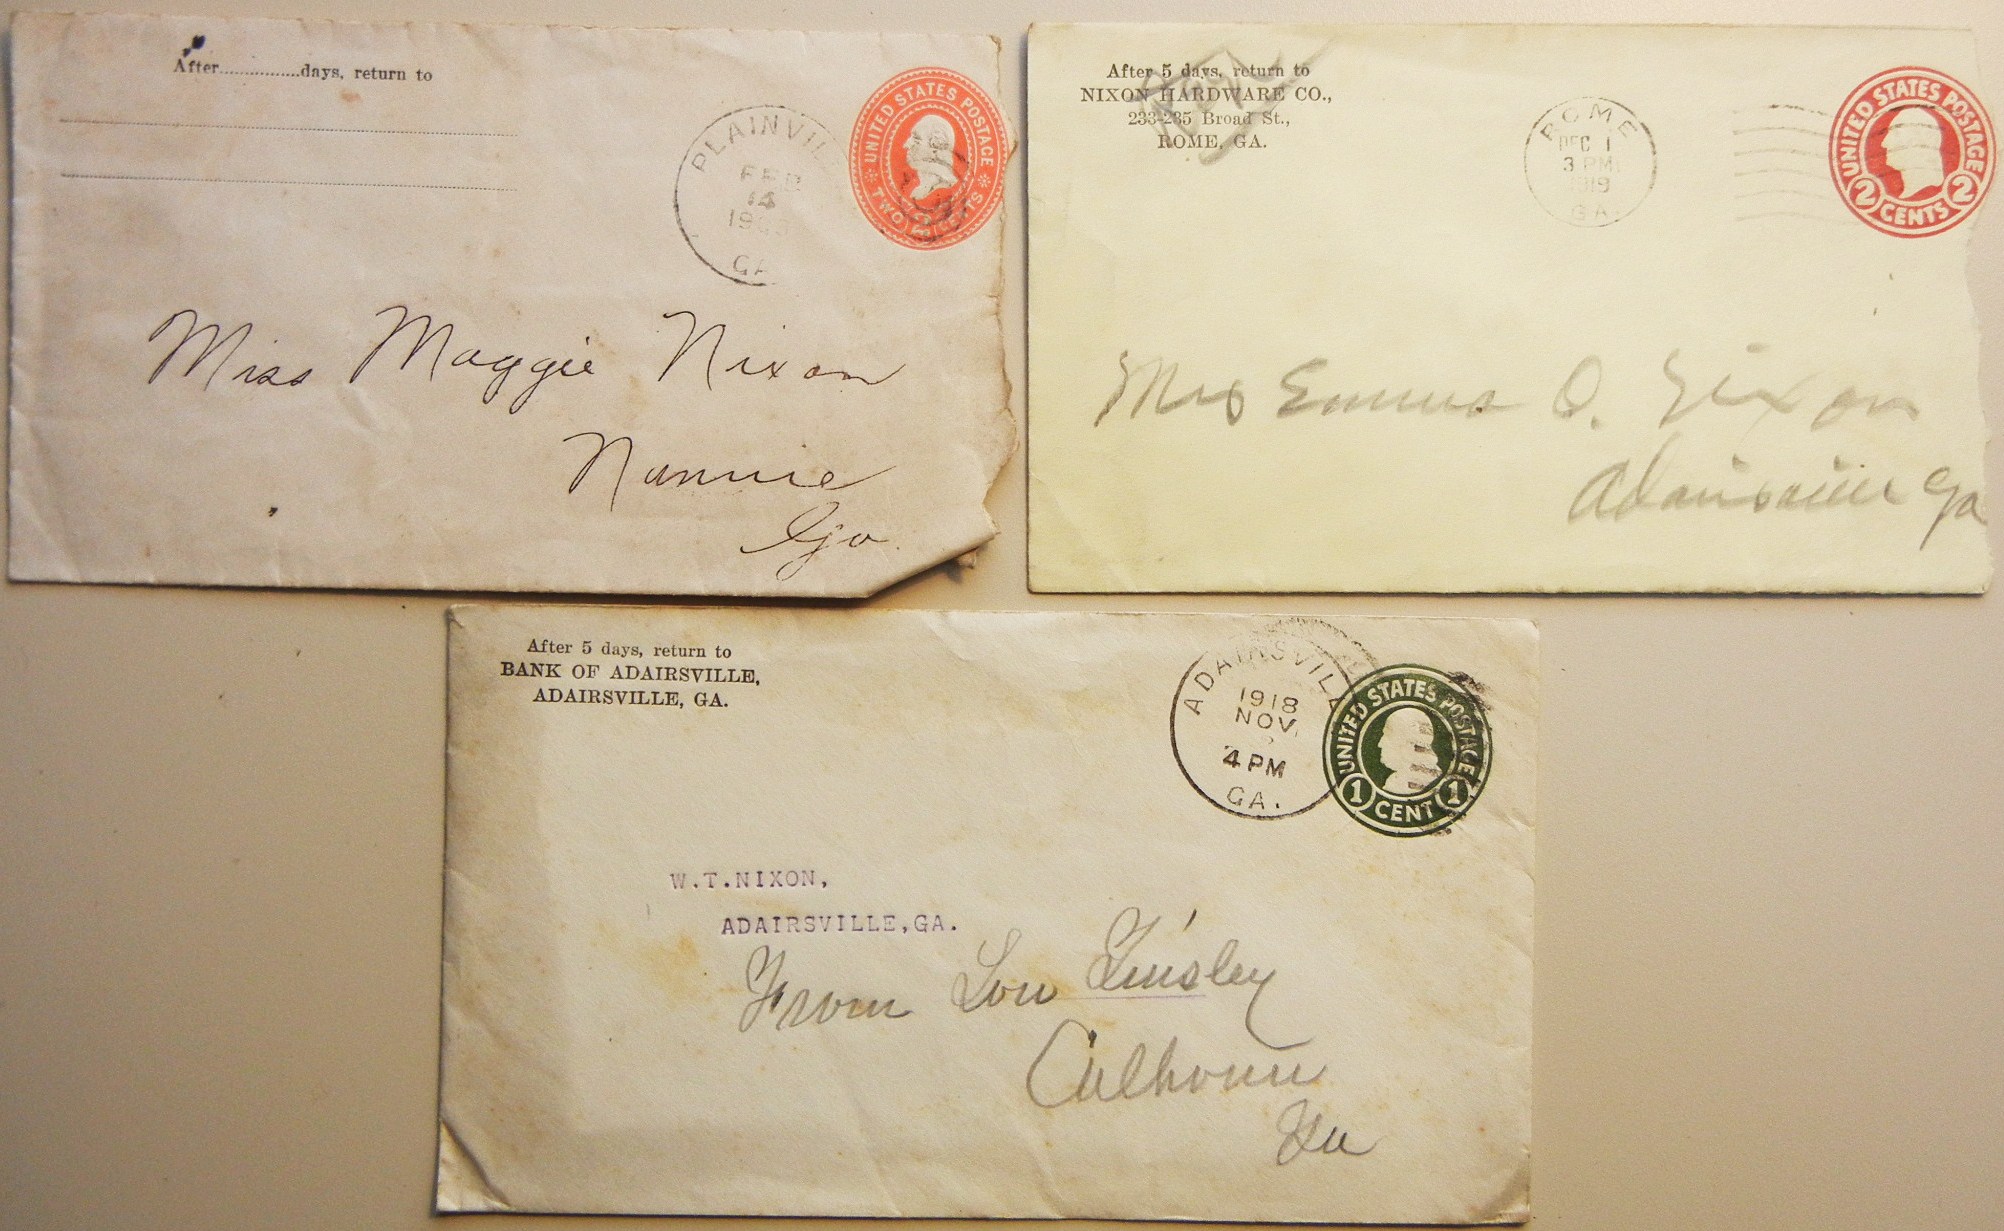 After................days, return to
PLAINVIL
FEB
14
GA
UNITED STATES POSTAGE
TWO CENTS
2
Miss Maggie Nixon
Nannie
Ga
After 5 days, return to
NIXON HARDWARE CO.,
233-235 Broad St.,
ROME, GA.
ROME
DEC 1
3 PM
1919
GA.
UNITED STATES POSTAGE
2 CENTS 2
Mrs Emma O. Nixon
Adairsville Ga
After 5 days, return to
BANK OF ADAIRSVILLE,
ADAIRSVILLE, GA.
ADAIRSVILLE
1918
NOV
4 PM
GA.
UNITED STATES POSTAGE
1 CENT 1
W.T.NIXON,
ADAIRSVILLE,GA.
From Lou Tinsley
Calhoun
Ga